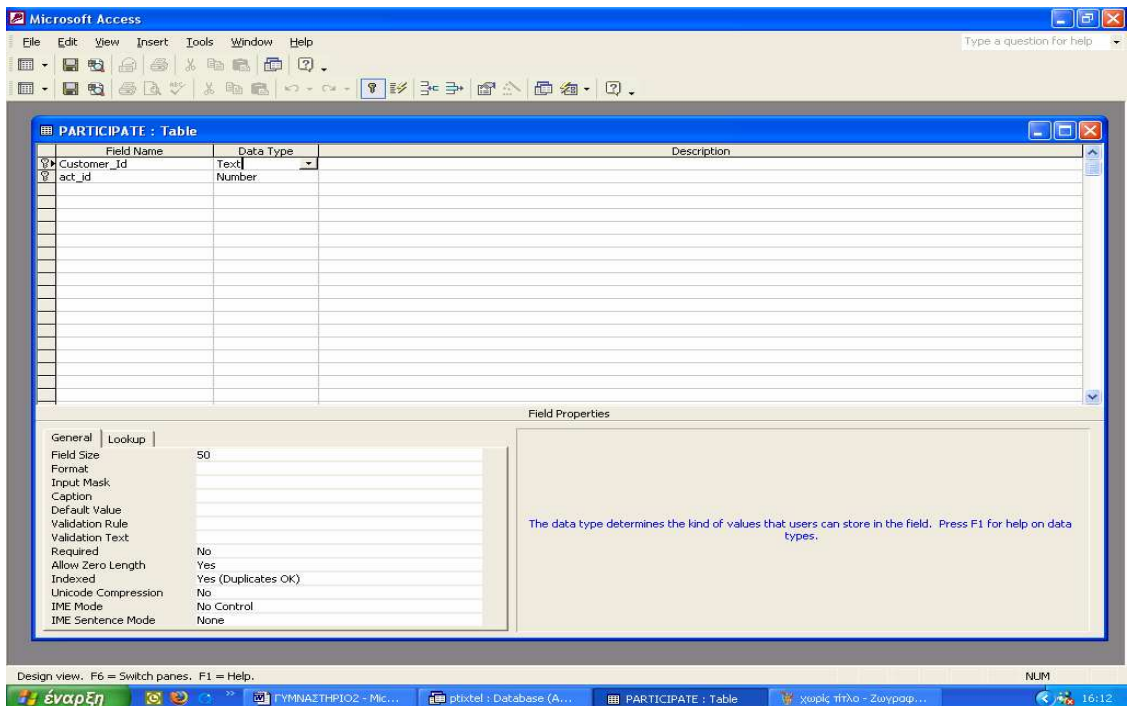 Microsoft Access
File Edit View Insert Tools Window Help
Type a question for help
PARTICIPATE : Table
Field Name Data Type Description
Customer_Id Text
act_id Number
Field Properties
General Lookup
Field Size 50
Format
Input Mask
Caption
Default Value
Validation Rule
Validation Text
Required No
Allow Zero Length Yes
Indexed Yes (Duplicates OK)
Unicode Compression No
IME Mode No Control
IME Sentence Mode None
The data type determines the kind of values that users can store in the field. Press F1 for help on data
types.
Design view. F6 = Switch panes. F1 = Help.
NUM
έναρξη ΓΥΜΝΑΣΤΗΡΙΟ2 - Mic... ptixtel : Database (A... PARTICIPATE : Table χωρίς τίτλο - Ζωγραφ... 16:12